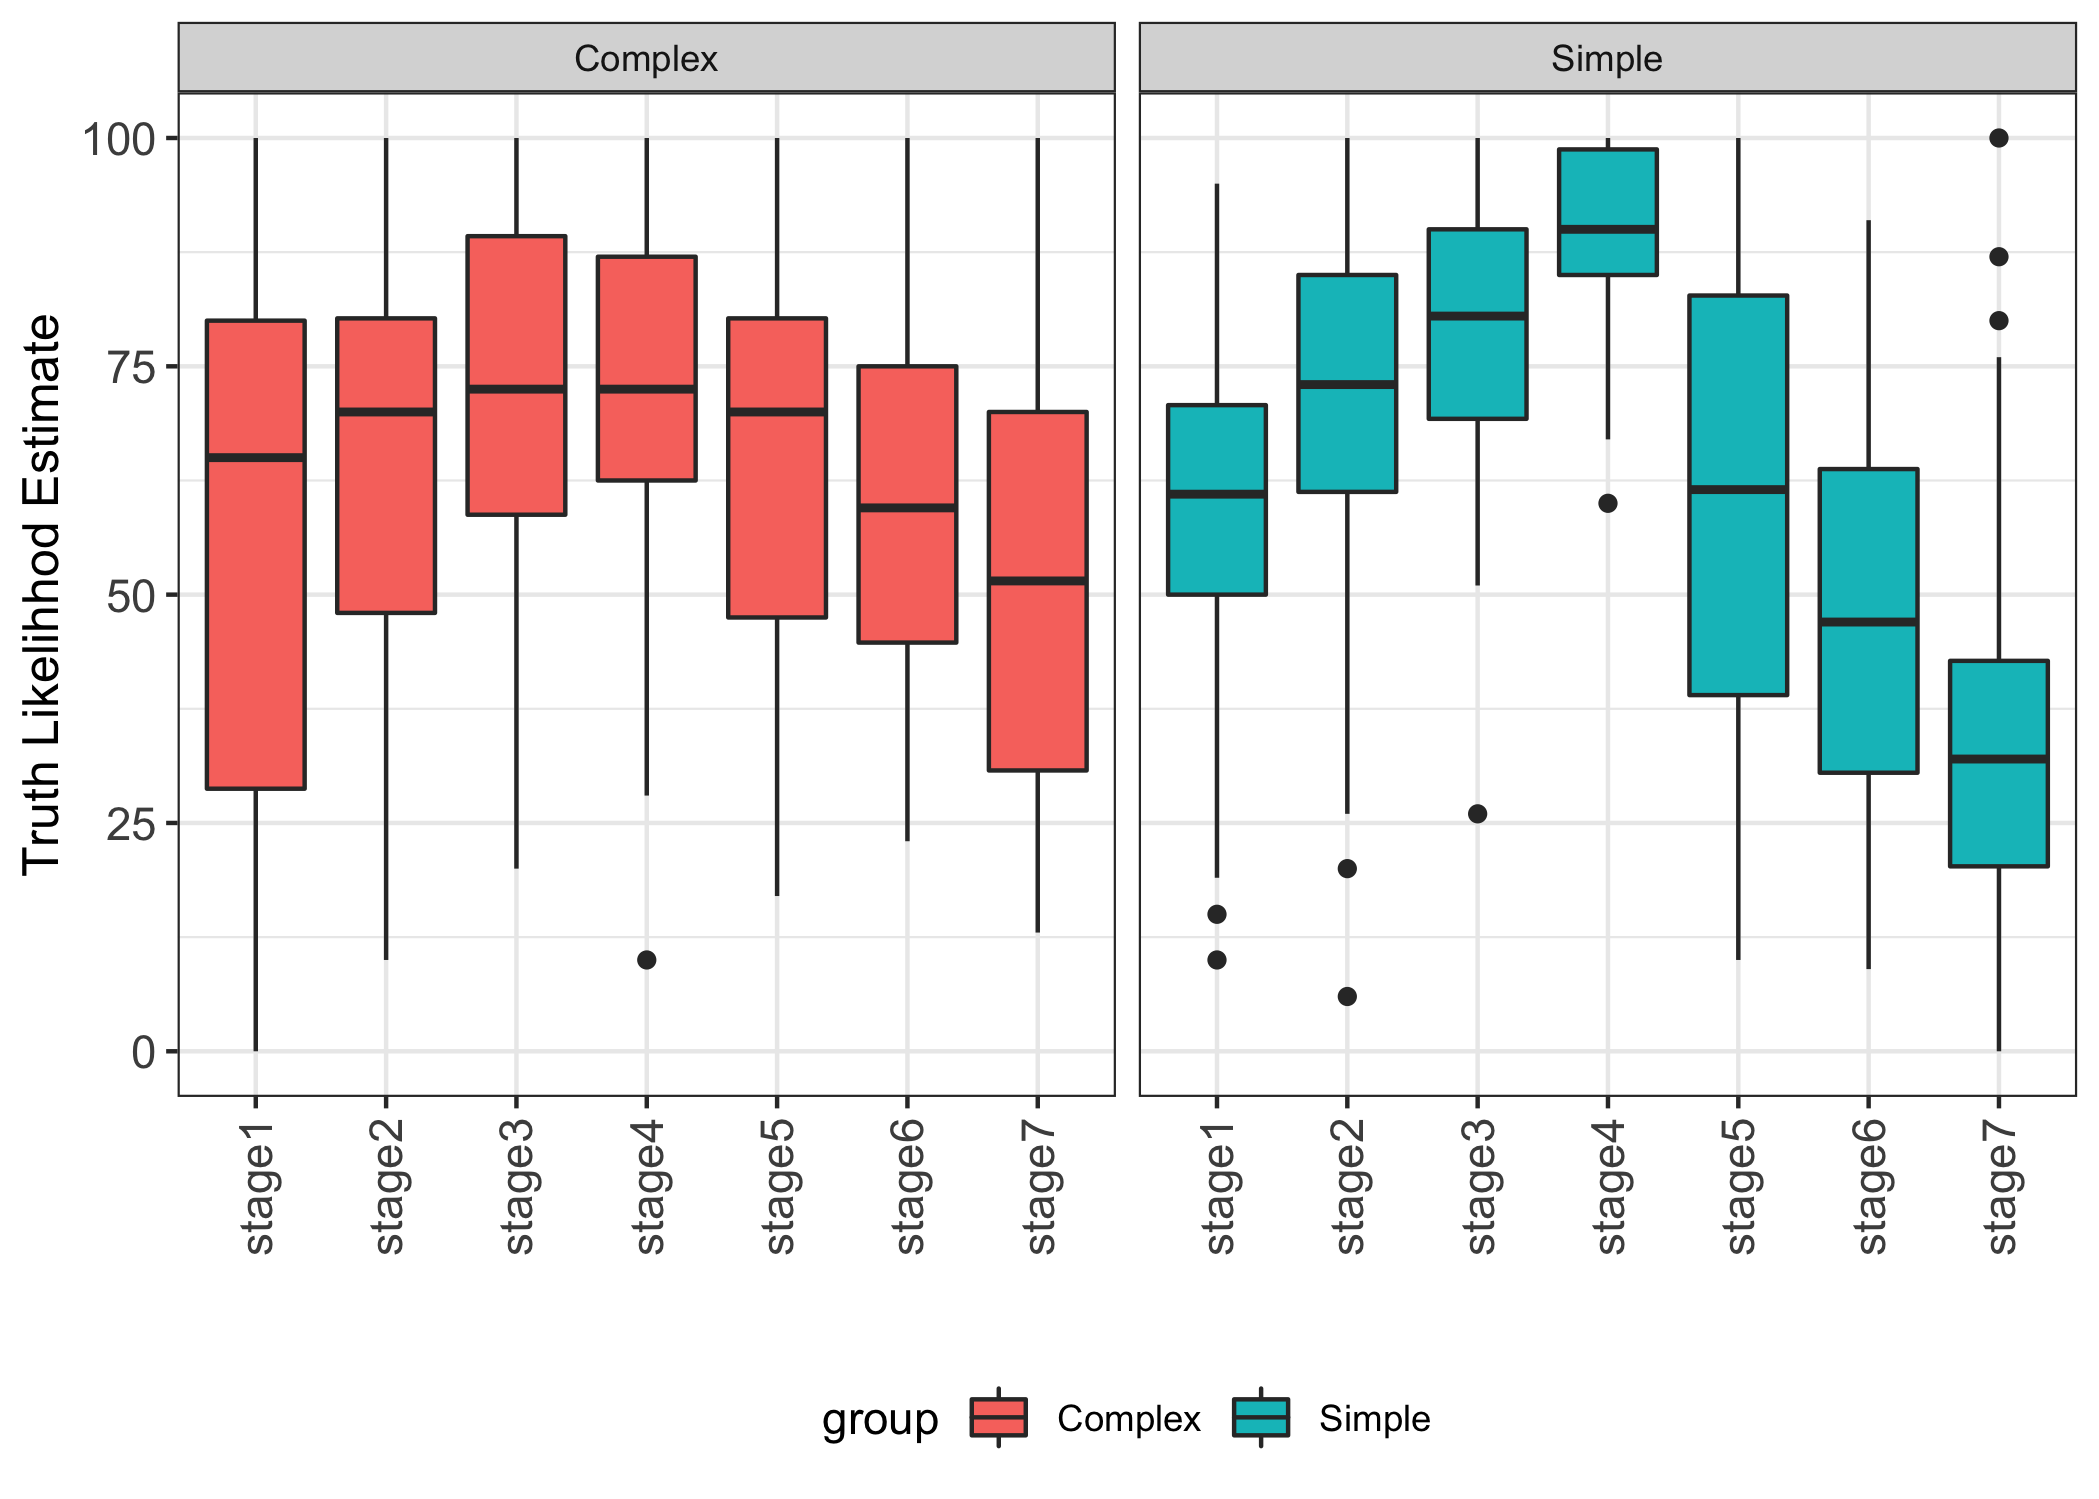 Complex
Simple
Truth Likelihhod Estimate
100
75
50
25
0
stage1
stage2
stage3
stage4
stage5
stage6
stage7
stage1
stage2
stage3
stage4
stage5
stage6
stage7
group Complex Simple